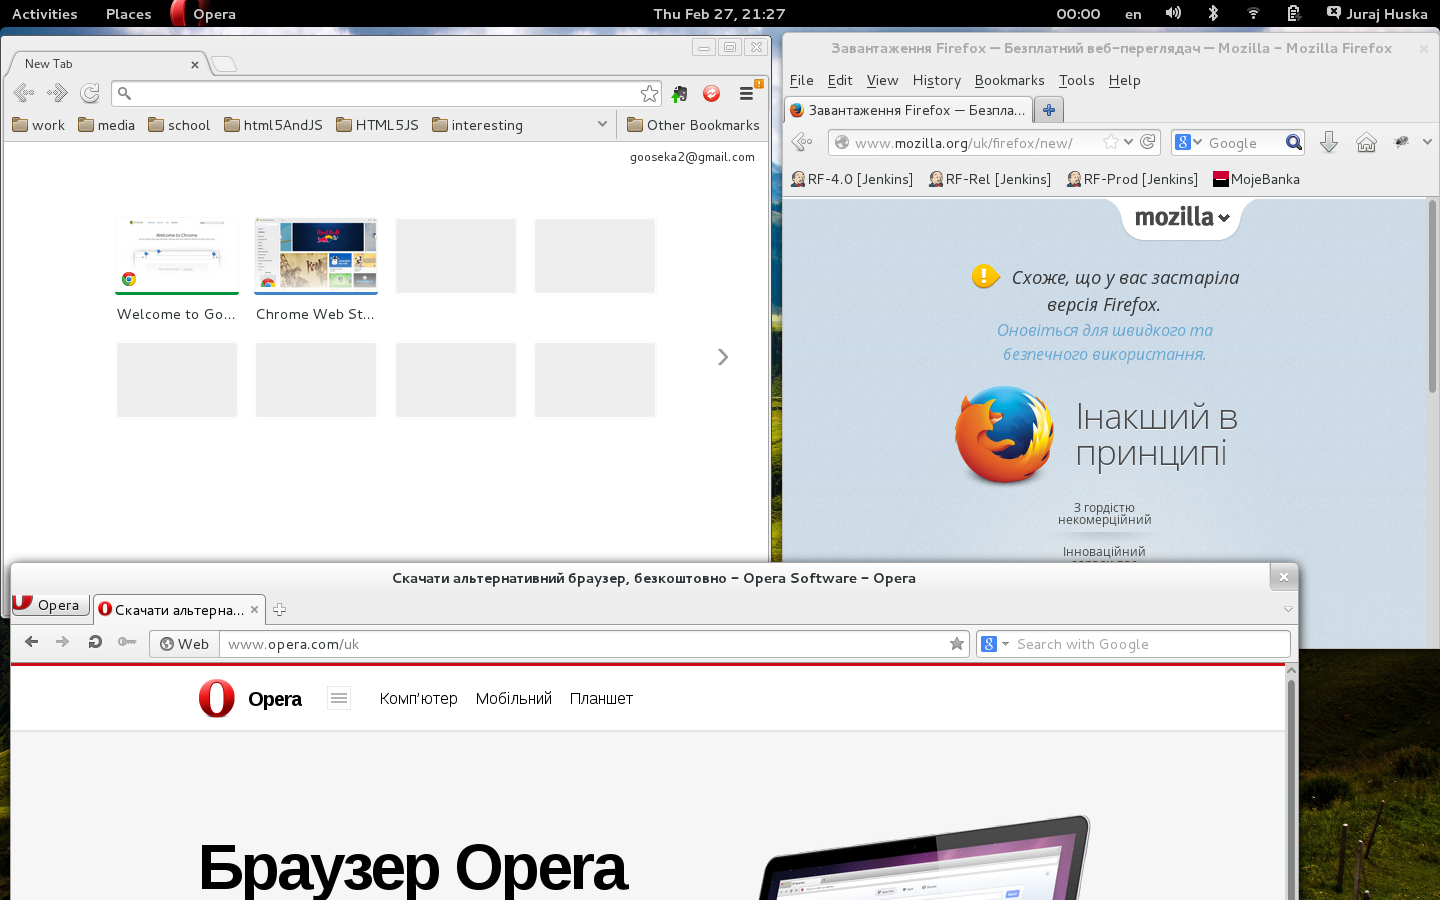 Activities Places Opera Thu Feb 27, 21:27 00:00 en Juraj Huska
New Tab
work media school html5AndJS HTML5JS interesting Other Bookmarks
gooseka2@gmail.com
Welcome to Chrome
Red Bull
Welcome to Go... Chrome Web St...
Завантаження Firefox — Безплатний веб-переглядач — Mozilla - Mozilla Firefox
File Edit View History Bookmarks Tools Help
Завантаження Firefox — Безпла...
www.mozilla.org/uk/firefox/new/ Google
RF-4.0 [Jenkins] RF-Rel [Jenkins] RF-Prod [Jenkins] MojeBanka
mozilla
Схоже, що у вас застаріла
версія Firefox.
Оновіться для швидкого та
безпечного використання.
Інакший в
принципі
З гордістю
некомерційний
Інноваційний
Скачати альтернативний браузер, безкоштовно - Opera Software - Opera
Opera Скачати альтерна...
Web www.opera.com/uk Search with Google
Opera Комп'ютер Мобільний Планшет
Браузер Opera